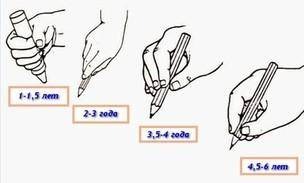 1-1,5 лет
2-3 года
3,5-4 года
4,5-6 лет